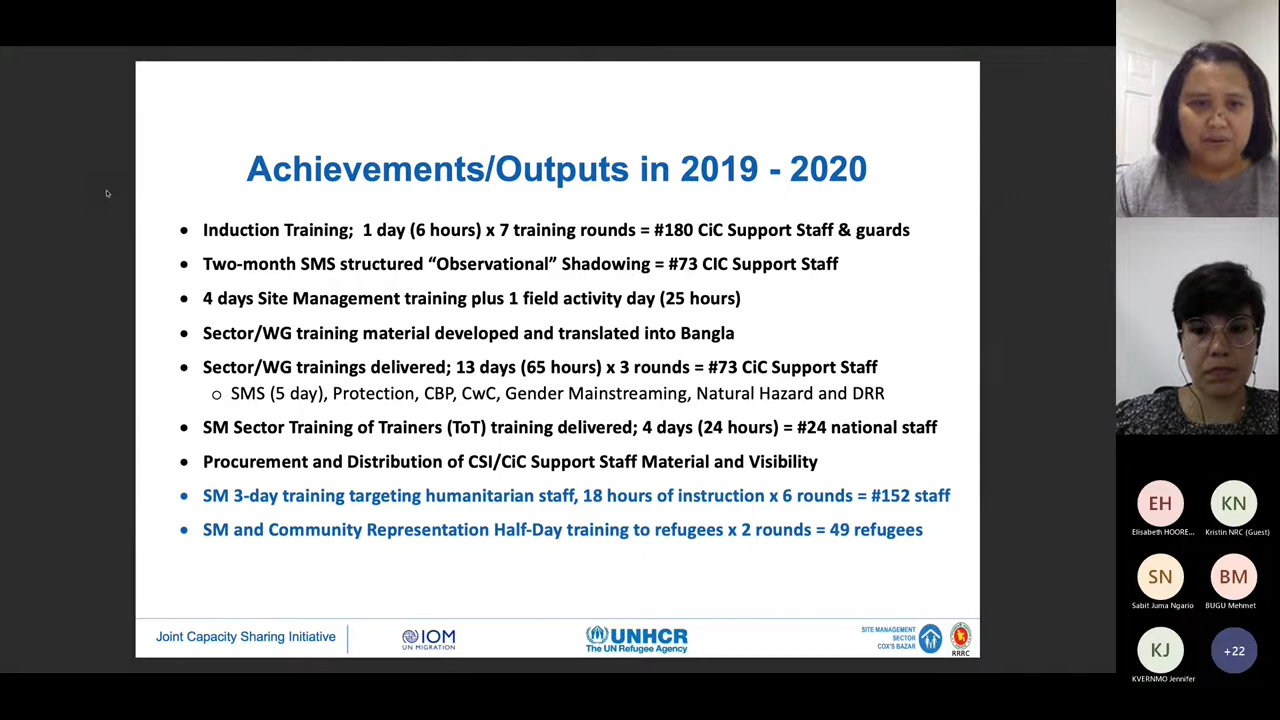 Achievements/Outputs in 2019 - 2020
• Induction Training; 1 day (6 hours) x 7 training rounds = #180 CiC Support Staff & guards
• Two-month SMS structured “Observational” Shadowing = #73 CIC Support Staff
• 4 days Site Management training plus 1 field activity day (25 hours)
• Sector/WG training material developed and translated into Bangla
• Sector/WG trainings delivered; 13 days (65 hours) x 3 rounds = #73 CiC Support Staff
o SMS (5 day), Protection, CBP, CwC, Gender Mainstreaming, Natural Hazard and DRR
• SM Sector Training of Trainers (ToT) training delivered; 4 days (24 hours) = #24 national staff
• Procurement and Distribution of CSI/CiC Support Staff Material and Visibility
• SM 3-day training targeting humanitarian staff, 18 hours of instruction x 6 rounds = #152 staff
• SM and Community Representation Half-Day training to refugees x 2 rounds = 49 refugees
Joint Capacity Sharing Initiative
IOM
UN MIGRATION
UNHCR
The UN Refugee Agency
SITE MANAGEMENT
SECTOR
COX'S BAZAR
RRRC
EH
KN
Elisabeth HOORE...
Kristin NRC (Guest)
SN
BM
Sabit Juma Ngario
BUGU Mehmet
KJ
+22
KVERNMO Jennifer